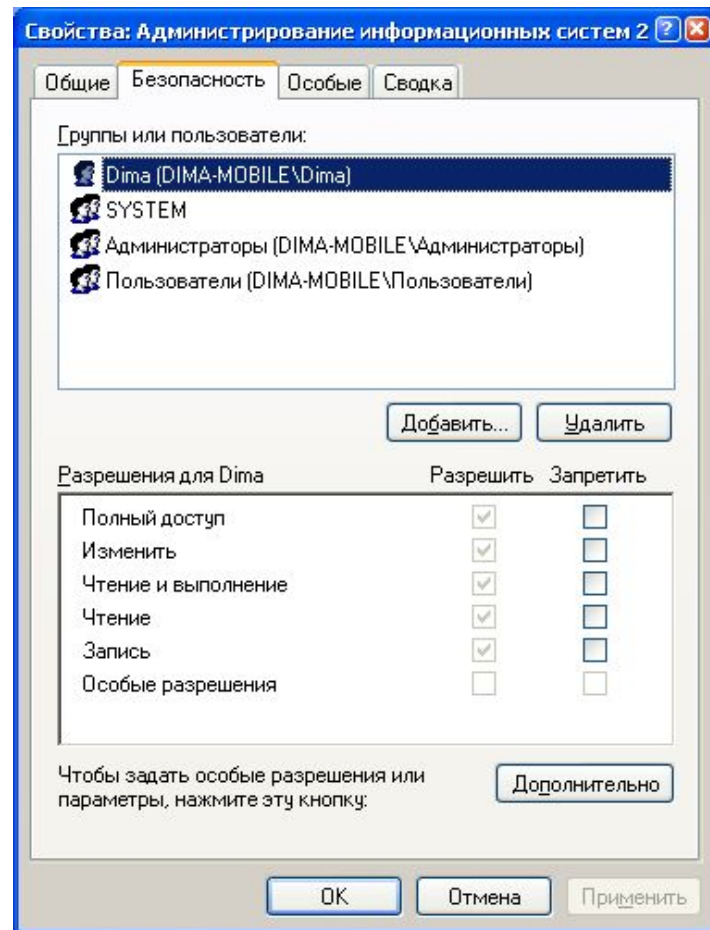 Свойства: Администрирование информационных систем 2
Общие Безопасность Особые Сводка
Группы или пользователи:
Dima (DIMA-MOBILE\Dima)
SYSTEM
Администраторы (DIMA-MOBILE\Администраторы)
Пользователи (DIMA-MOBILE\Пользователи)
Добавить... Удалить
Разрешения для Dima Разрешить Запретить
Полный доступ
Изменить
Чтение и выполнение
Чтение
Запись
Особые разрешения
Чтобы задать особые разрешения или
параметры, нажмите эту кнопку:
Дополнительно
OK Отмена Применить